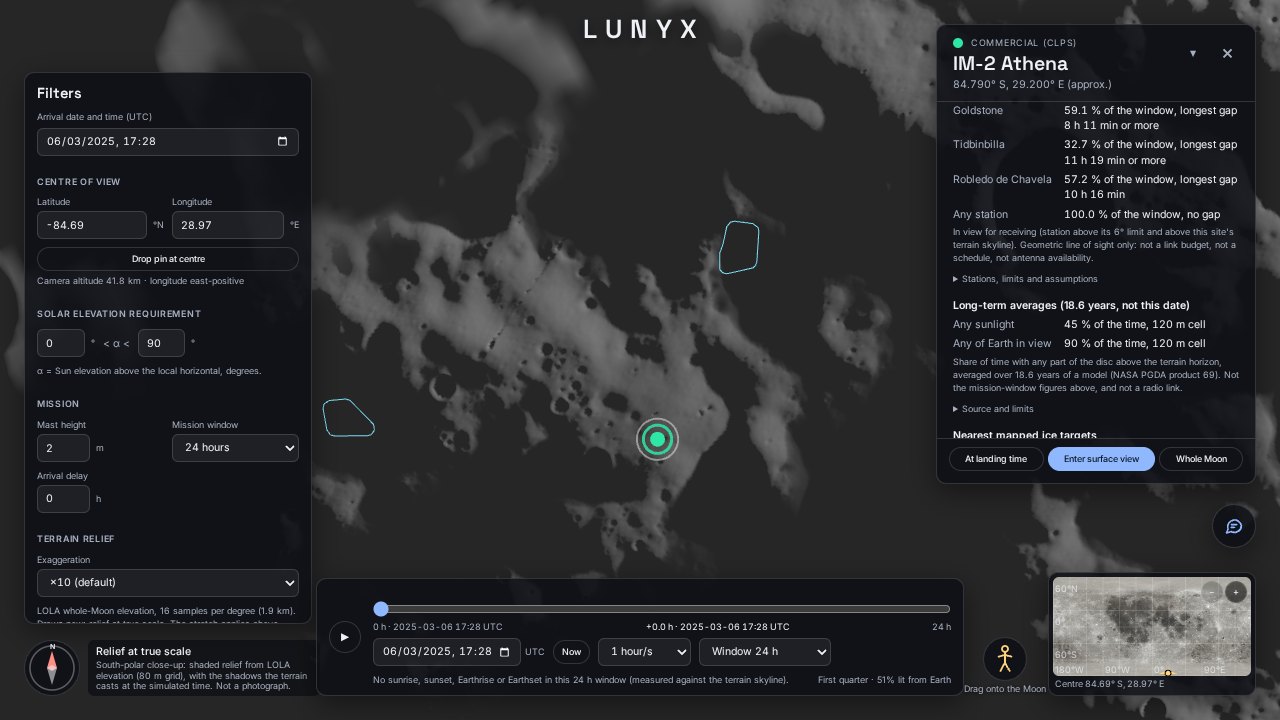 LUNYX
Filters
Arrival date and time (UTC)
06/03/2025, 17:28
CENTRE OF VIEW
Latitude
Longitude
-84.69
°N
28.97
°E
Drop pin at centre
Camera altitude 41.8 km · longitude east-positive
SOLAR ELEVATION REQUIREMENT
0
° < α <
90
°
α = Sun elevation above the local horizontal, degrees.
MISSION
Mast height
Mission window
2
m
24 hours
Arrival delay
0
h
TERRAIN RELIEF
Exaggeration
×10 (default)
LOLA whole-Moon elevation, 16 samples per degree (1.9 km).
N
Relief at true scale
South-polar close-up; shaded relief from LOLA
elevation (80 m grid), with the shadows the terrain
casts at the simulated time. Not a photograph.
0 h · 2025-03-06 17:28 UTC
+0.0 h · 2025-03-06 17:28 UTC
24 h
06/03/2025, 17:28
UTC
Now
1 hour/s
Window 24 h
No sunrise, sunset, Earthrise or Earthset in this 24 h window (measured against the terrain skyline).
First quarter · 51% lit from Earth
COMMERCIAL (CLPS)
IM-2 Athena
84.790° S, 29.200° E (approx.)
Goldstone
59.1 % of the window, longest gap
8 h 11 min or more
Tidbinbilla
32.7 % of the window, longest gap
11 h 19 min or more
Robledo de Chavela
57.2 % of the window, longest gap
10 h 16 min
Any station
100.0 % of the window, no gap
In view for receiving (station above its 6° limit and above this site's
terrain skyline). Geometric line of sight only: not a link budget, not a
schedule, not antenna availability.
Stations, limits and assumptions
Long-term averages (18.6 years, not this date)
Any sunlight
45 % of the time, 120 m cell
Any of Earth in view
90 % of the time, 120 m cell
Share of time with any part of the disc above the terrain horizon,
averaged over 18.6 years of a model (NASA PGDA product 69). Not
the mission-window figures above, and not a radio link.
Source and limits
Nearest mapped ice targets
At landing time
Enter surface view
Whole Moon
Drag onto the Moon
60°N
0°
60°S
180°W
90°W
0°
90°E
Centre 84.69° S, 28.97° E